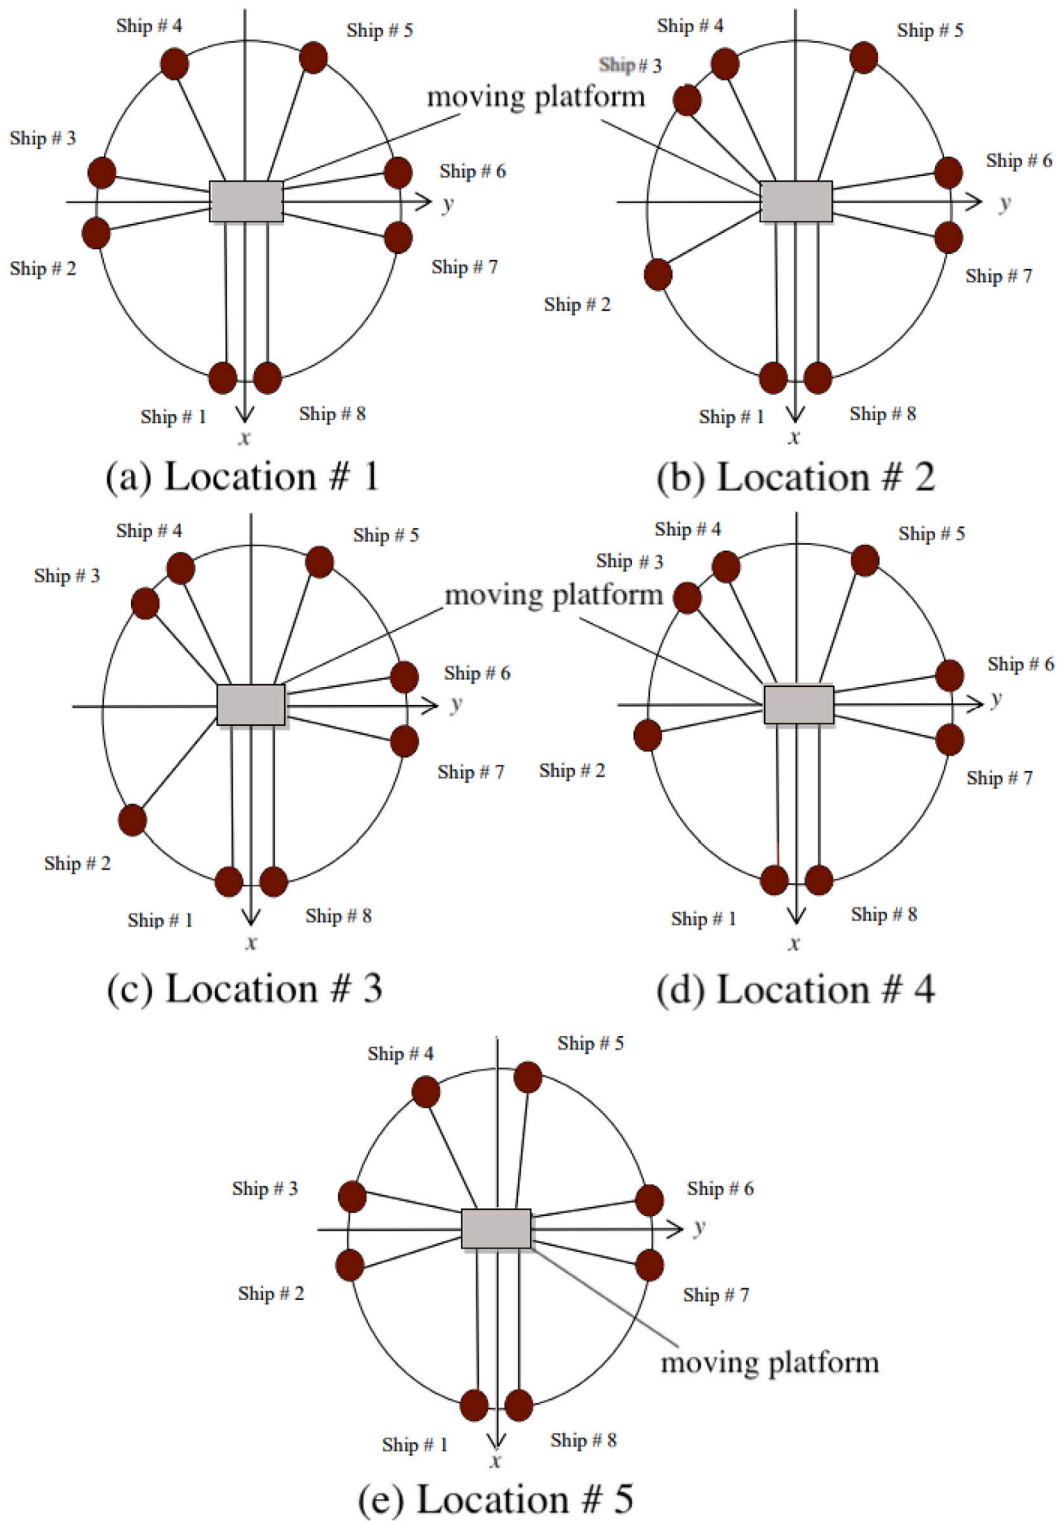 Ship # 4
Ship # 5
Ship # 3
moving platform
Ship # 6
y
Ship # 2
Ship # 7
Ship # 1
Ship # 8
x
(a) Location # 1
Ship # 4
Ship # 5
Ship # 3
Ship # 6
y
Ship # 7
Ship # 2
Ship # 1
Ship # 8
x
(b) Location # 2
Ship # 4
Ship # 5
Ship # 3
moving platform
Ship # 6
y
Ship # 7
Ship # 2
Ship # 1
Ship # 8
x
(c) Location # 3
Ship # 4
Ship # 5
Ship # 3
Ship # 6
y
Ship # 2
Ship # 7
Ship # 1
Ship # 8
x
(d) Location # 4
Ship # 4
Ship # 5
Ship # 3
Ship # 6
y
Ship # 2
Ship # 7
moving platform
Ship # 1
Ship # 8
x
(e) Location # 5